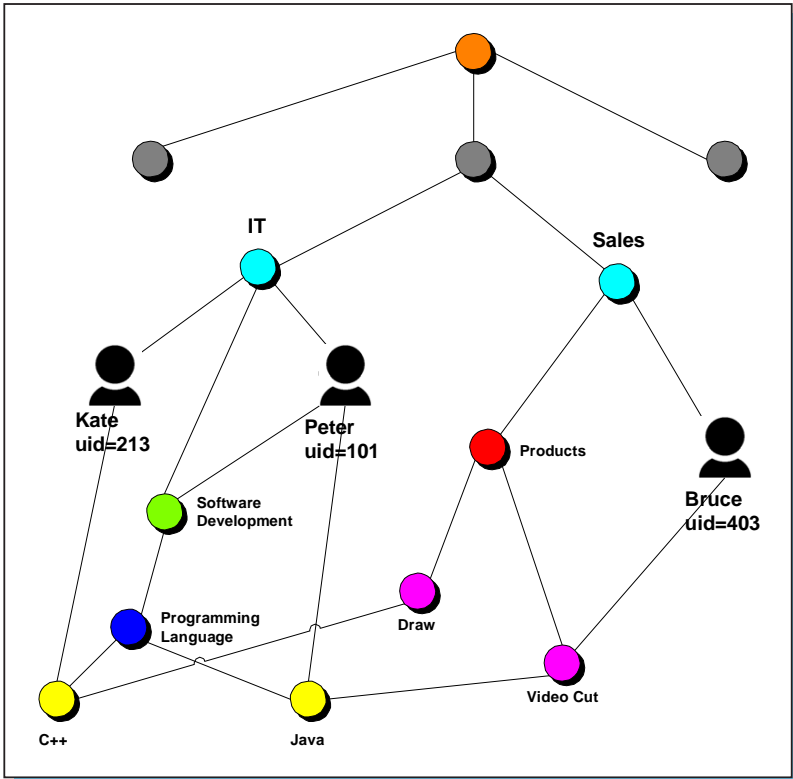 IT
Sales
Kate
uid=213
Peter
uid=101
Products
Software
Development
Bruce
uid=403
Programming
Language
Draw
Video Cut
C++
Java